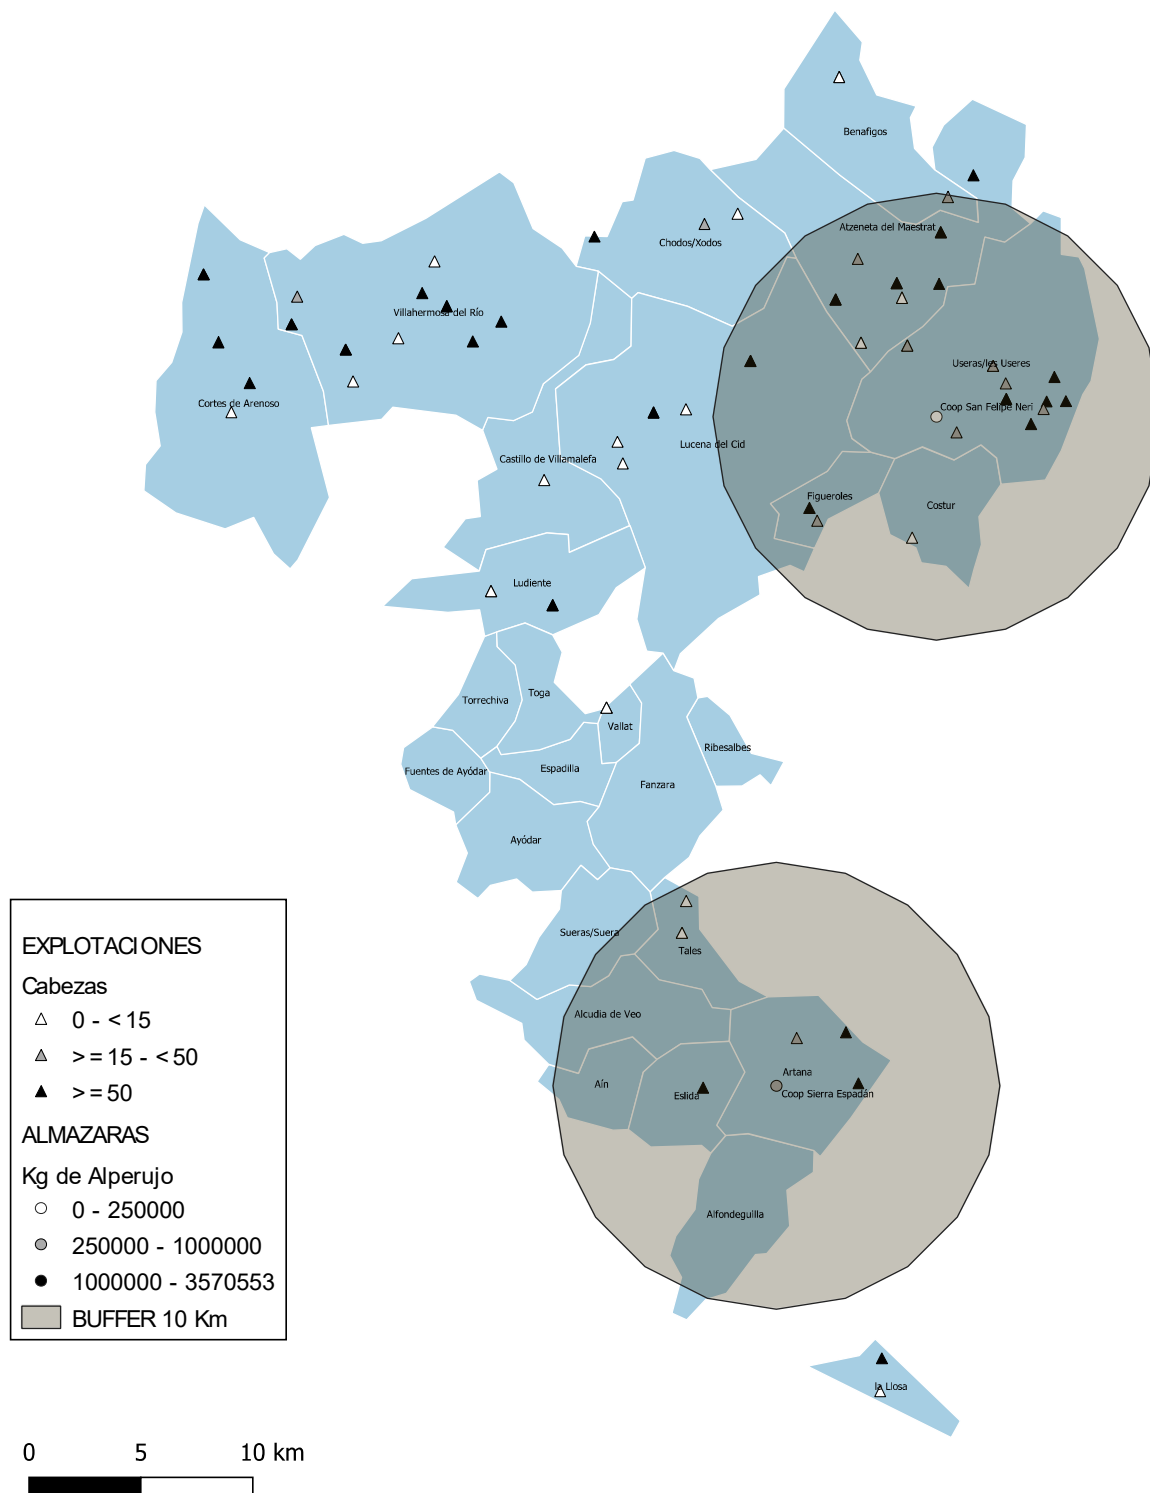 Benafigos
Atzeneta del Maestrat
Chodos/Xodos
Villahermosa del Río
Useras/les Useres
Cortes de Arenoso
Coop San Felipe Neri
Lucena del Cid
Castillo de Villamalefa
Figueroles
Costur
Ludiente
Torrechiva
Toga
Vallat
Ribesalbes
Fuentes de Ayódar
Espadilla
Fanzara
Ayódar
Sueras/Suera
Tales
Alcudia de Veo
Artana
Aín
Eslida
Coop Sierra Espadán
Alfondeguilla
la Llosa
EXPLOTACIONES
Cabezas
0 - <15
>=15 - <50
>=50
ALMAZARAS
Kg de Alperujo
0 - 250000
250000 - 1000000
1000000 - 3570553
BUFFER 10 Km
0 5 10 km